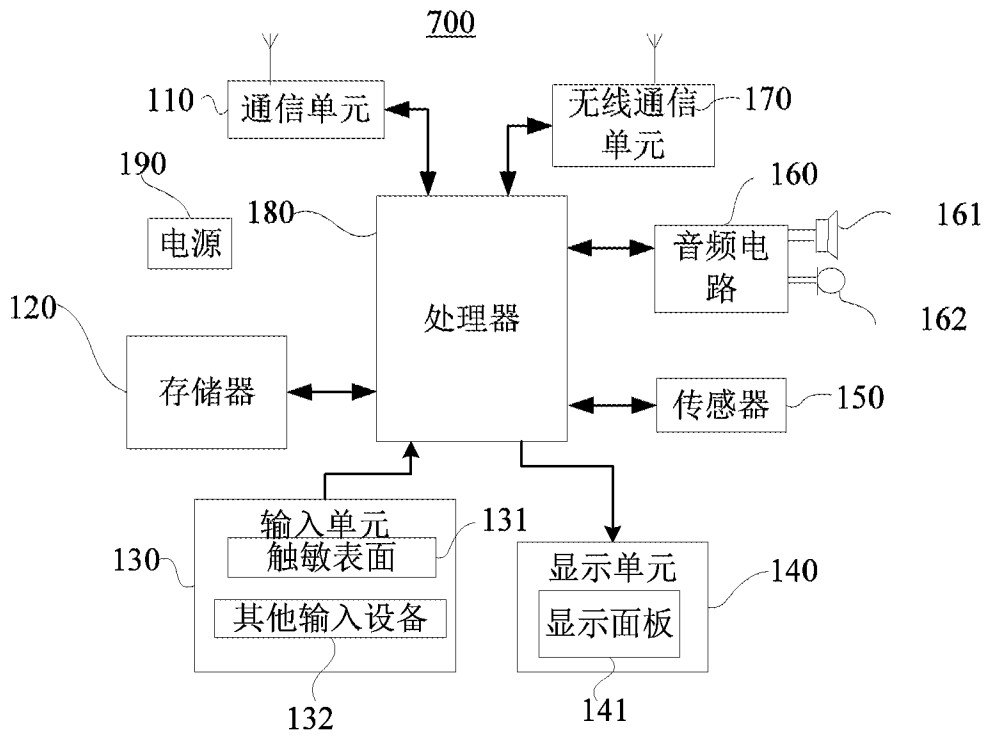 700
110
通信单元
无线通信
单元
170
190
电源
180
处理器
160
音频电
路
161
162
120
存储器
传感器
150
130
输入单元
触敏表面
131
其他输入设备
132
显示单元
显示面板
140
141